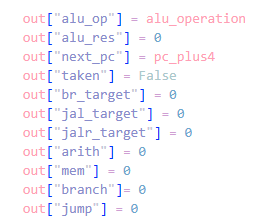 out["alu_op"] = alu_operation
out["alu_res"] = 0
out["next_pc"] = pc_plus4
out["taken"] = False
out["br_target"] = 0
out["jal_target"] = 0
out["jalr_target"] = 0
out["arith"] = 0
out["mem"] = 0
out["branch"]= 0
out["jump"] = 0